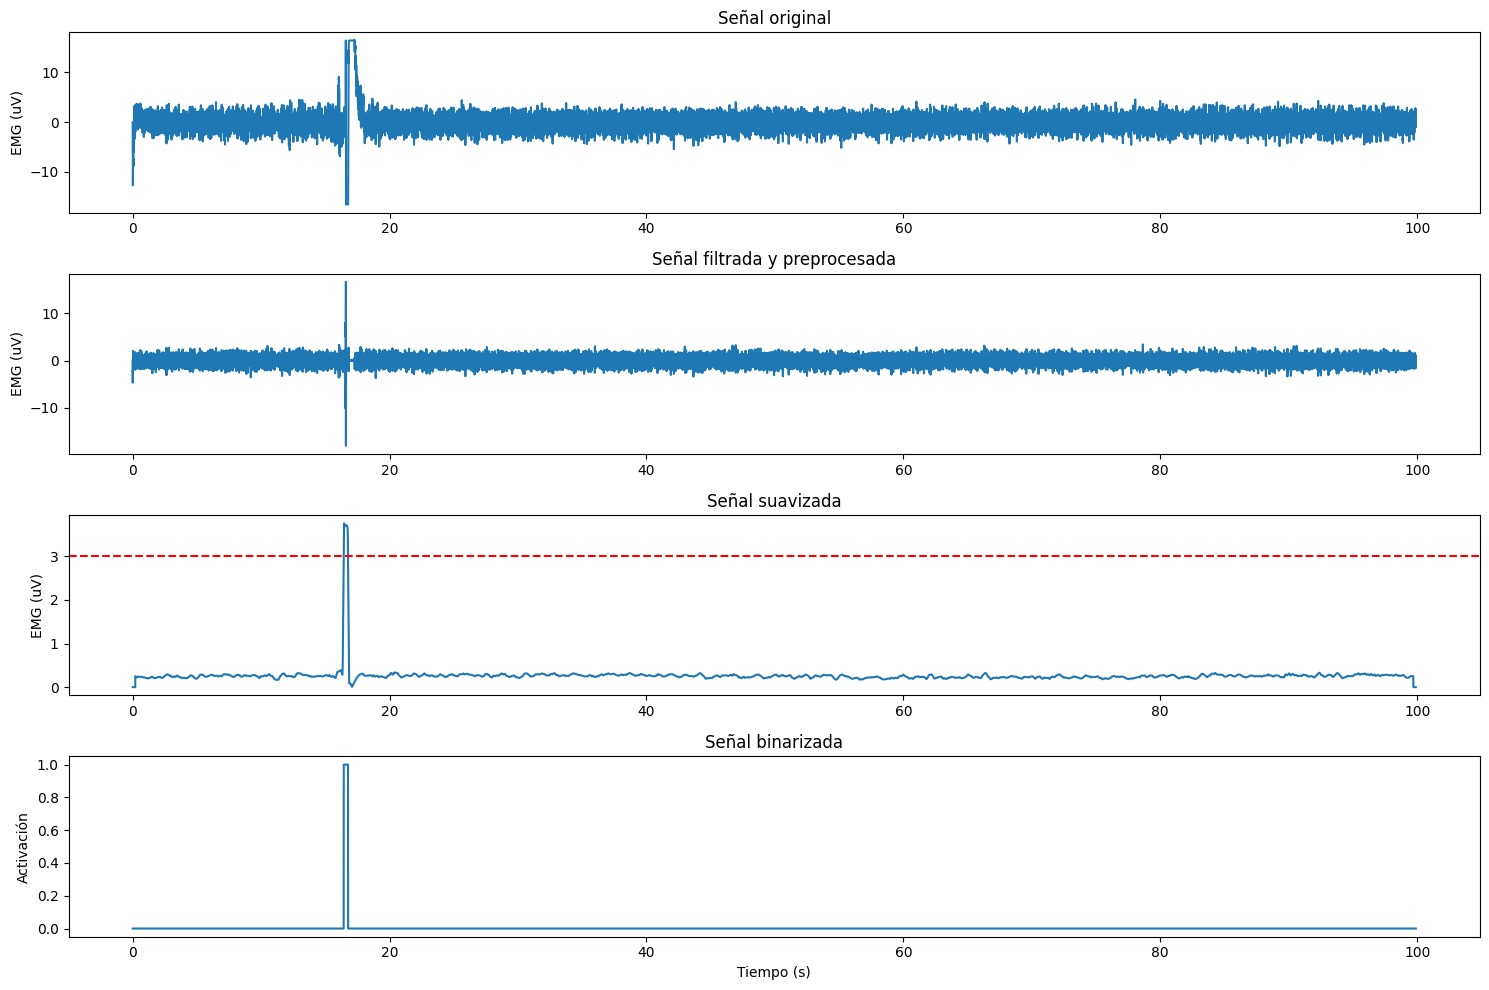 Señal original
EMG (uV)
10
0
−10
0 20 40 60 80 100
Señal filtrada y preprocesada
EMG (uV)
10
0
−10
0 20 40 60 80 100
Señal suavizada
EMG (uV)
3
2
1
0
0 20 40 60 80 100
Señal binarizada
Activación
1.0
0.8
0.6
0.4
0.2
0.0
0 20 40 60 80 100
Tiempo (s)